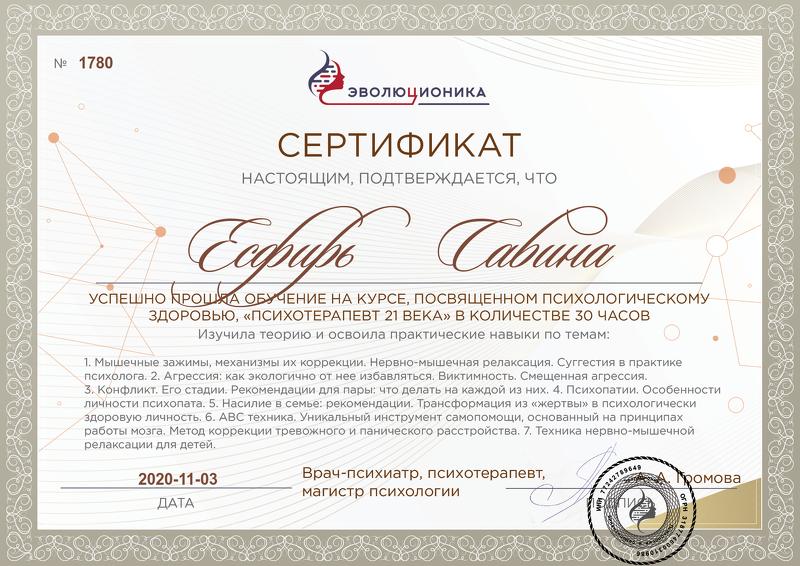 № 1780
ЭВОЛЮЦИОНИКА
СЕРТИФИКАТ
НАСТОЯЩИМ, ПОДТВЕРЖДАЕТСЯ, ЧТО
Есфирь Савина
УСПЕШНО ПРОШЛА ОБУЧЕНИЕ НА КУРСЕ, ПОСВЯЩЕННОМ ПСИХОЛОГИЧЕСКОМУ
ЗДОРОВЬЮ, «ПСИХОТЕРАПЕВТ 21 ВЕКА» В КОЛИЧЕСТВЕ 30 ЧАСОВ
Изучила теорию и освоила практические навыки по темам:
1. Мышечные зажимы, механизмы их коррекции. Нервно-мышечная релаксация. Суггестия в практике
психолога. 2. Агрессия: как экологично от нее избавляться. Виктимность. Смещенная агрессия.
3. Конфликт. Его стадии. Рекомендации для пары: что делать на каждой из них. 4. Психопатии. Особенности
личности психопата. 5. Насилие в семье: рекомендации. Трансформация из «жертвы» в психологически
здоровую личность. 6. АВС техника. Уникальный инструмент самопомощи, основанный на принципах
работы мозга. Метод коррекции тревожного и панического расстройства. 7. Техника нервно-мышечной
релаксации для детей.
2020-11-03
ДАТА
Врач-психиатр, психотерапевт,
магистр психологии
А. А. Громова